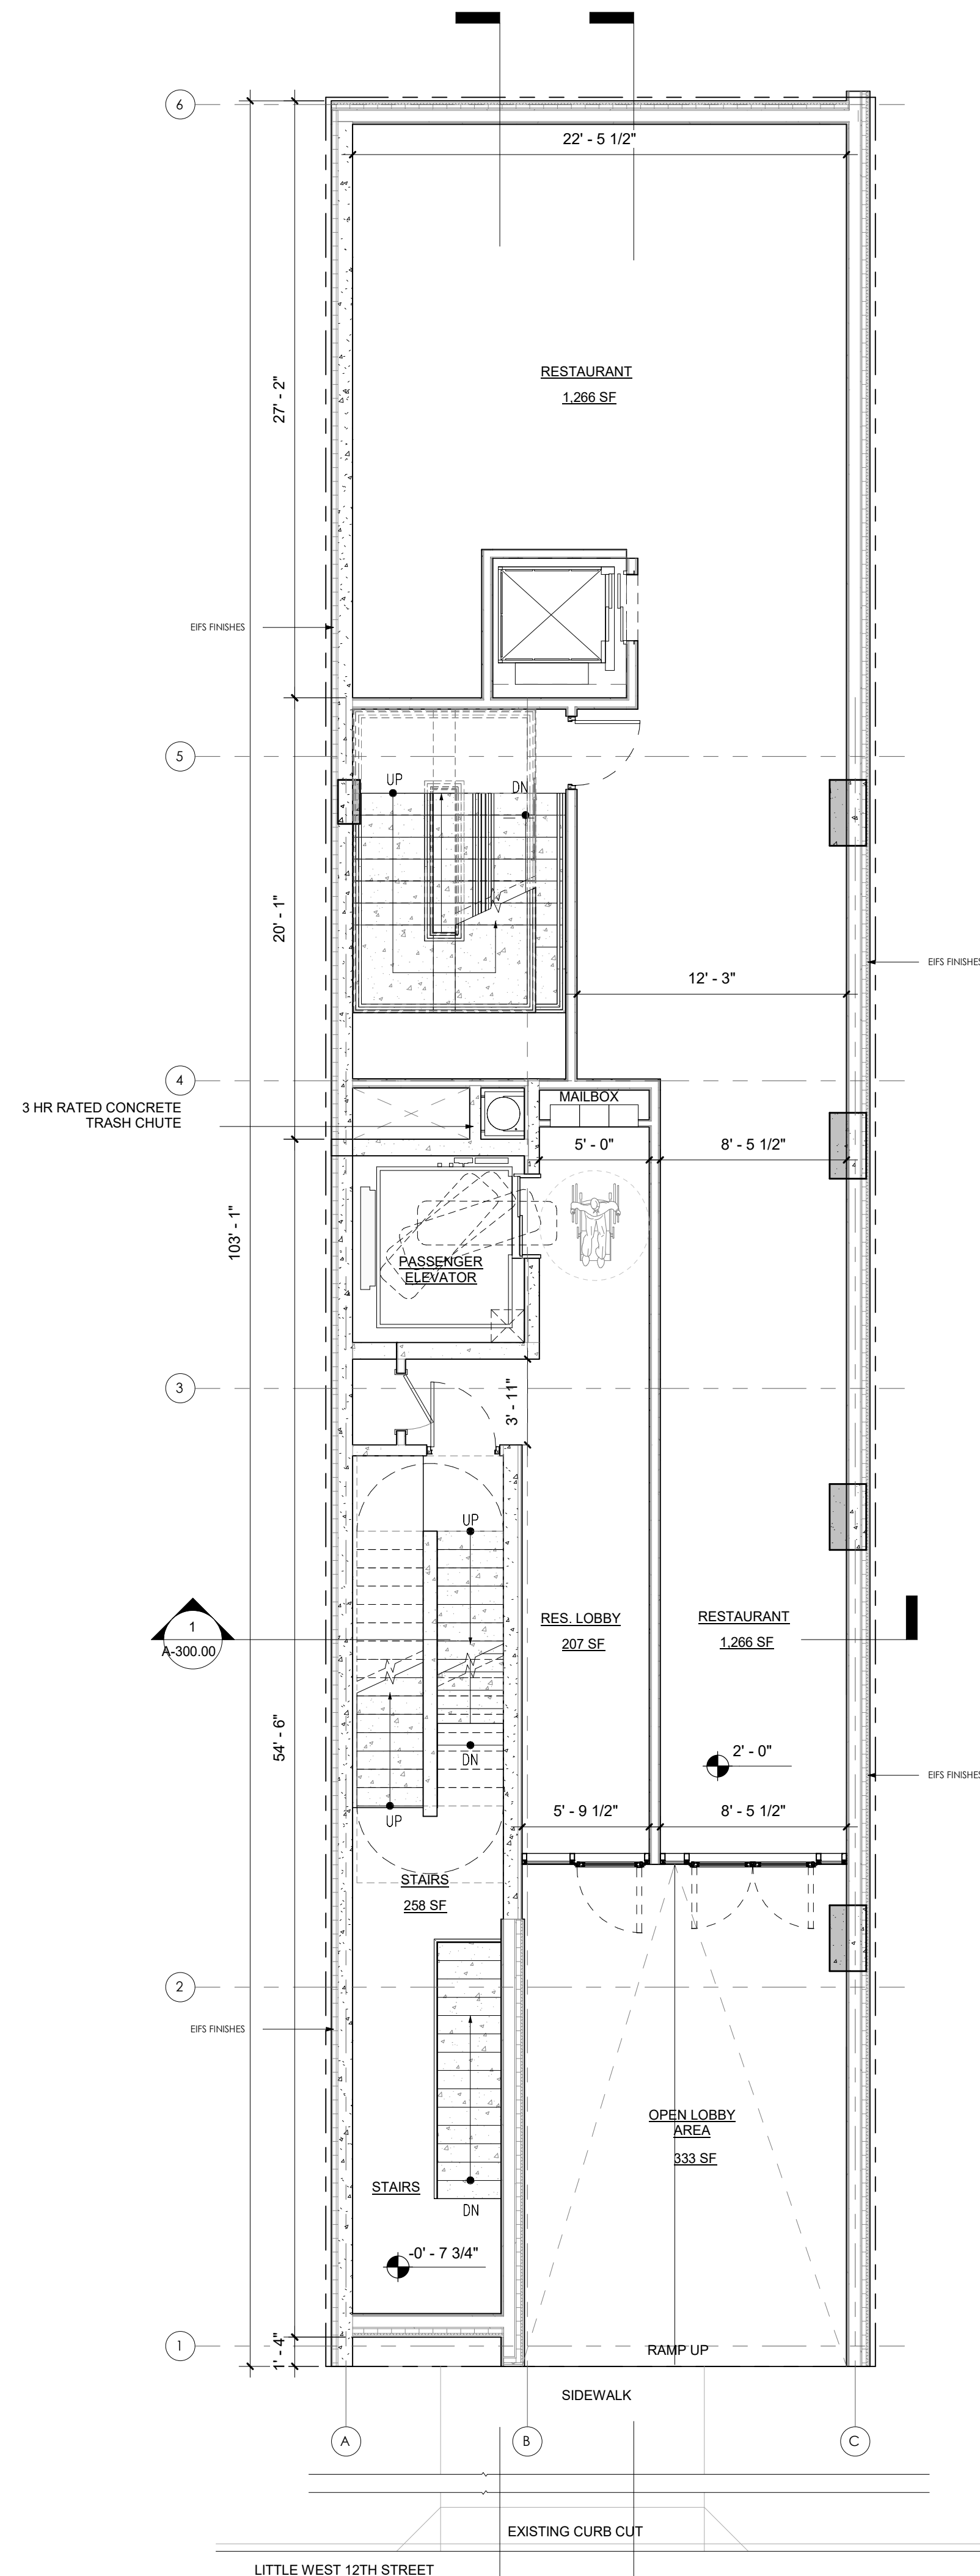 6
22' - 5 1/2"
27' - 2"
RESTAURANT
1,266 SF
EIFS FINISHES
5
UP
DN
20' - 1"
EIFS FINISHES
12' - 3"
4
3 HR RATED CONCRETE
TRASH CHUTE
MAILBOX
5' - 0"
8' - 5 1/2"
103' - 1"
PASSENGER
ELEVATOR
3
3' - 11"
UP
1
A-300.00
RES. LOBBY
207 SF
RESTAURANT
1,266 SF
54' - 6"
DN
2' - 0"
EIFS FINISHES
UP
5' - 9 1/2"
8' - 5 1/2"
STAIRS
258 SF
2
EIFS FINISHES
OPEN LOBBY
AREA
333 SF
STAIRS
DN
-0' - 7 3/4"
1
1' - 4"
RAMP UP
SIDEWALK
A
B
C
EXISTING CURB CUT
LITTLE WEST 12TH STREET